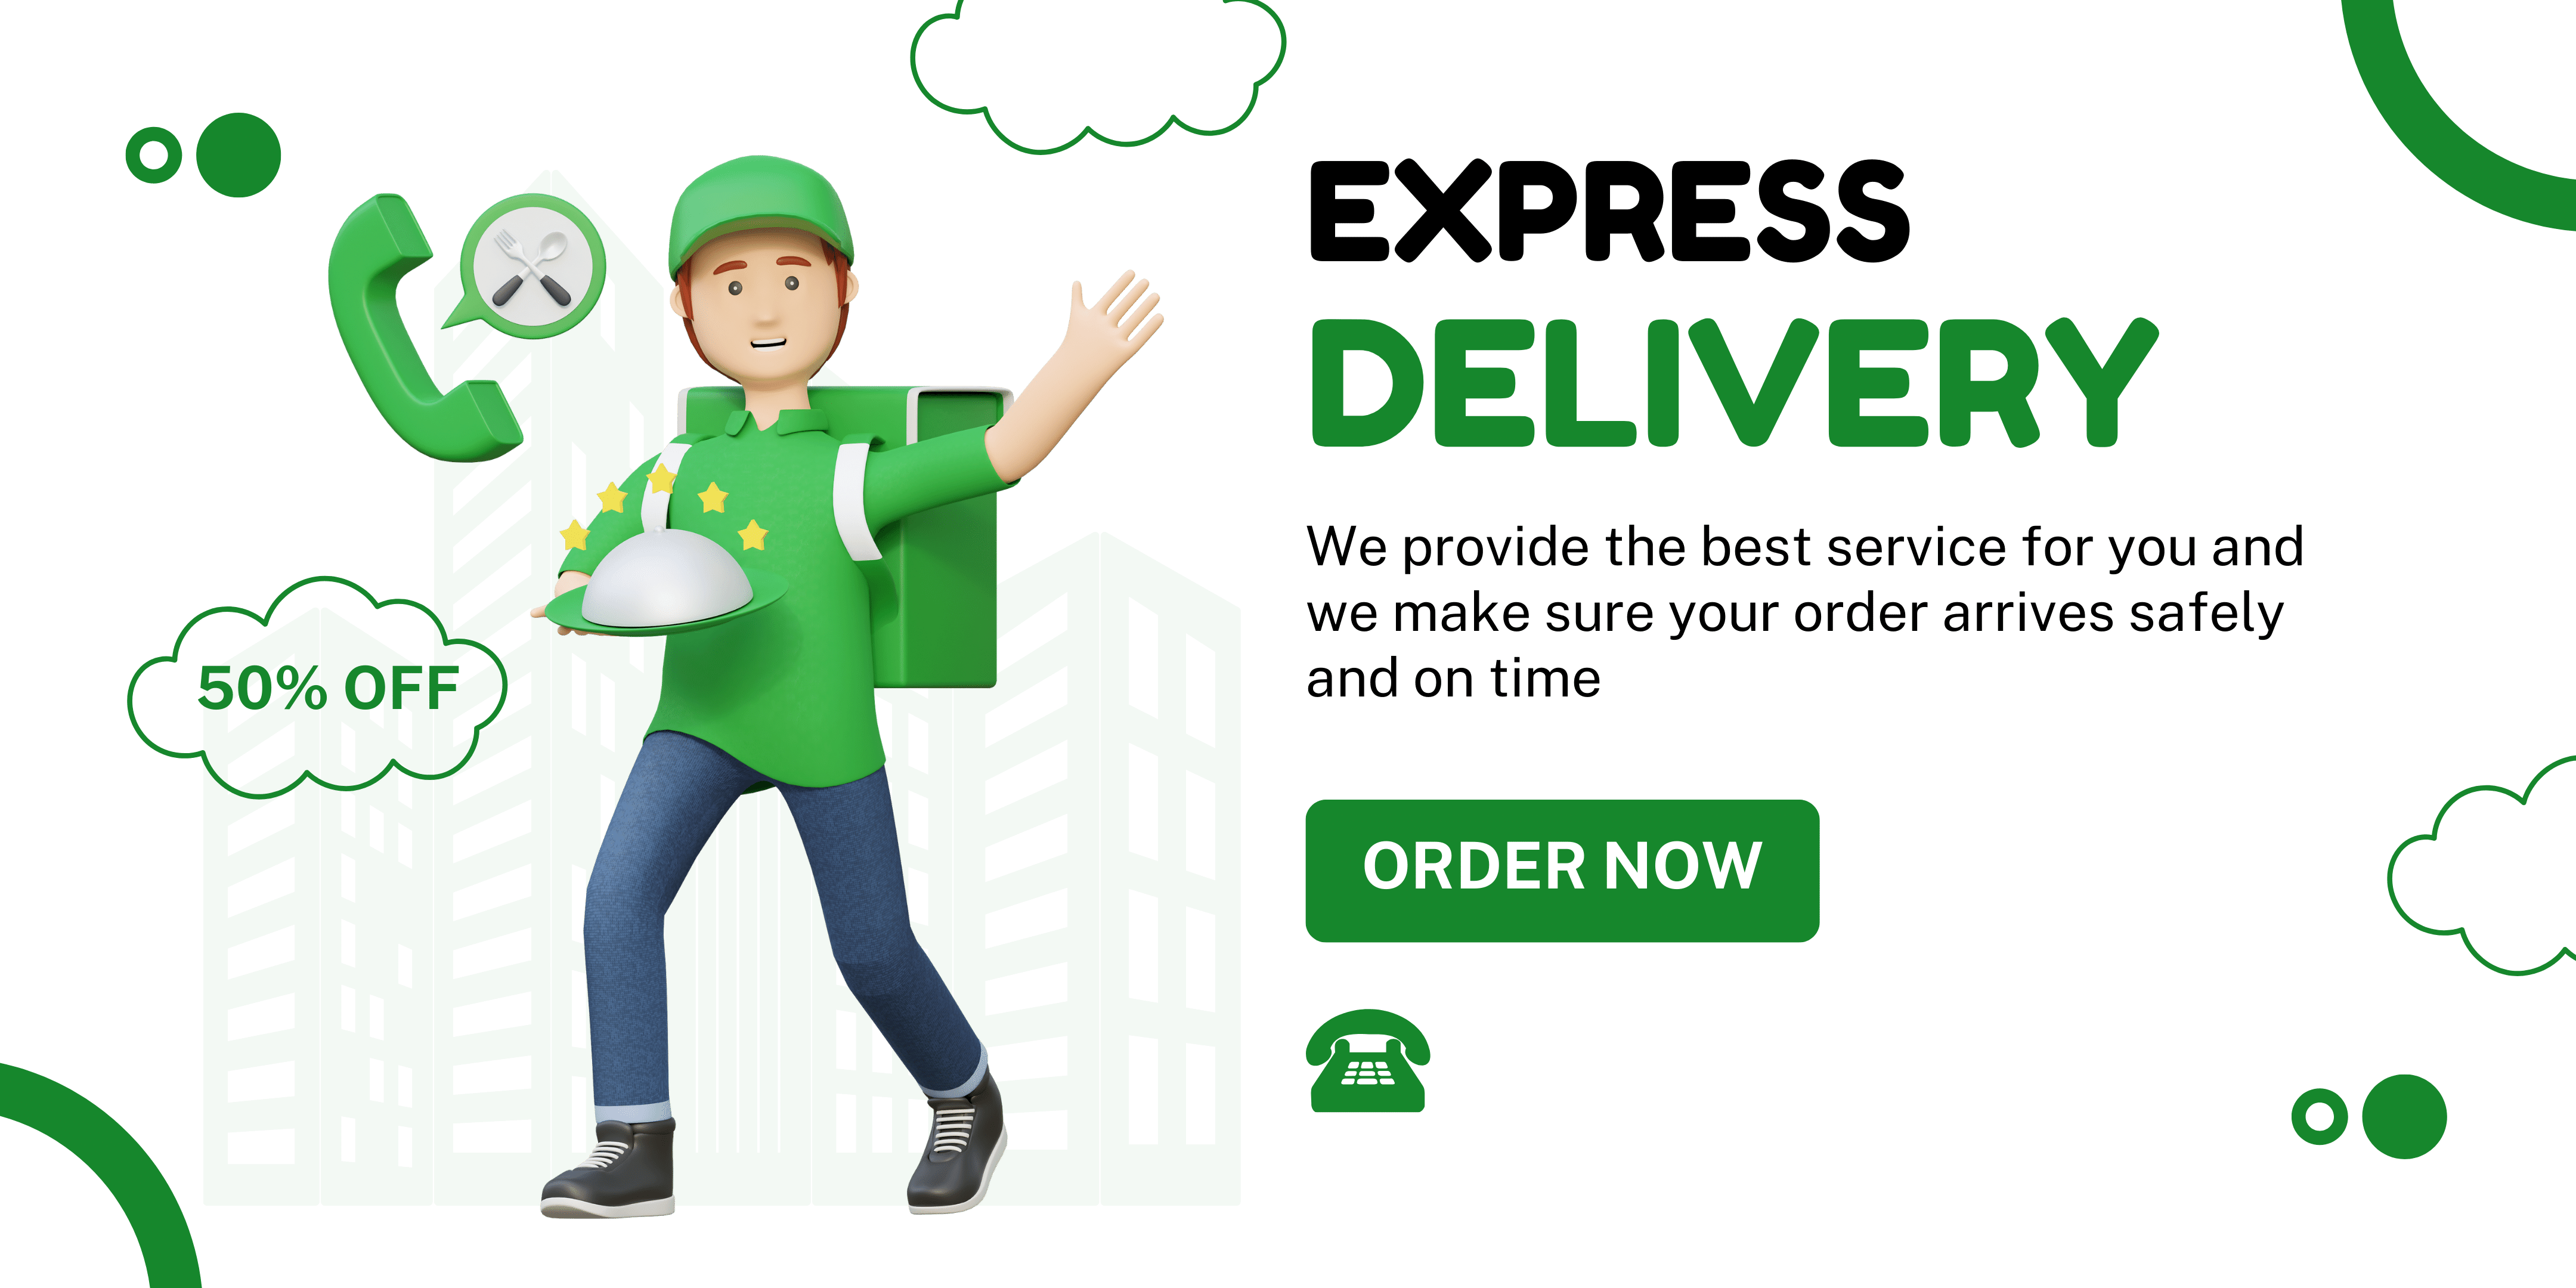 EXPRESS
DELIVERY
We provide the best service for you and
we make sure your order arrives safely
and on time
50% OFF
ORDER NOW